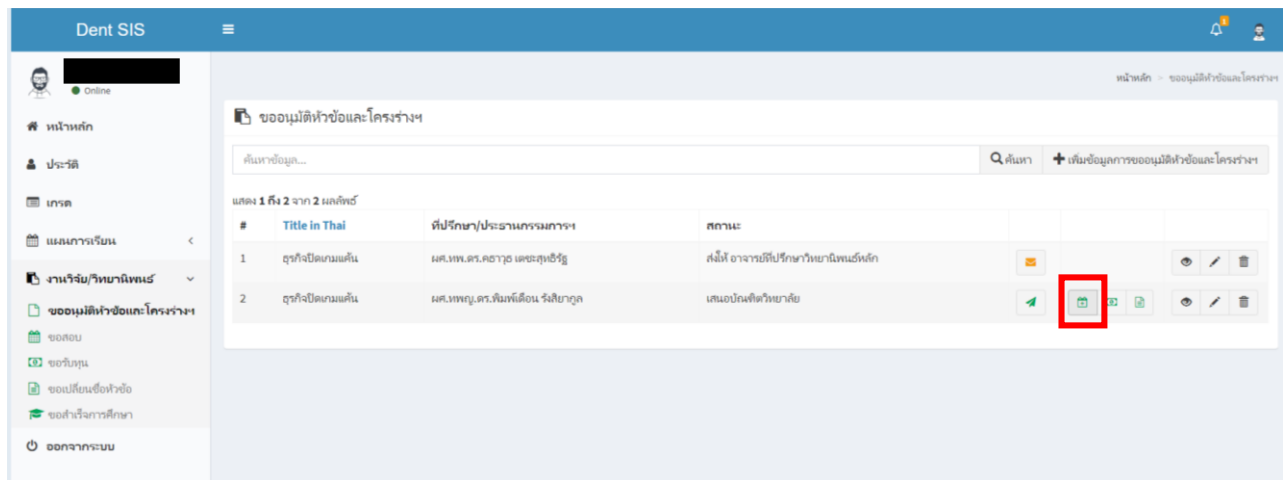 Dent SIS
1
Online
หน้าหลัก > ขออนุมัติหัวข้อและโครงร่างฯ
หน้าหลัก
ประวัติ
เกรด
แผนการเรียน
งานวิจัย/วิทยานิพนธ์
ขออนุมัติหัวข้อและโครงร่างฯ
ขอสอบ
ขอรับทุน
ขอเปลี่ยนชื่อหัวข้อ
ขอสำเร็จการศึกษา
ออกจากระบบ
ขออนุมัติหัวข้อและโครงร่างฯ
ค้นหาข้อมูล... ค้นหา เพิ่มข้อมูลการขออนุมัติหัวข้อและโครงร่างฯ
แสดง 1 ถึง 2 จาก 2 ผลลัพธ์
# Title in Thai ที่ปรึกษา/ประธานกรรมการฯ สถานะ
1 ธุรกิจปิดเกมแค้น ผศ.ทพ.ดร.คธาวุธ เตชะสุทธิรัฐ ส่งให้ อาจารย์ที่ปรึกษาวิทยานิพนธ์หลัก
2 ธุรกิจปิดเกมแค้น ผศ.ทพญ.ดร.พิมพ์เดือน รังสิยากูล เสนอบัณฑิตวิทยาลัย